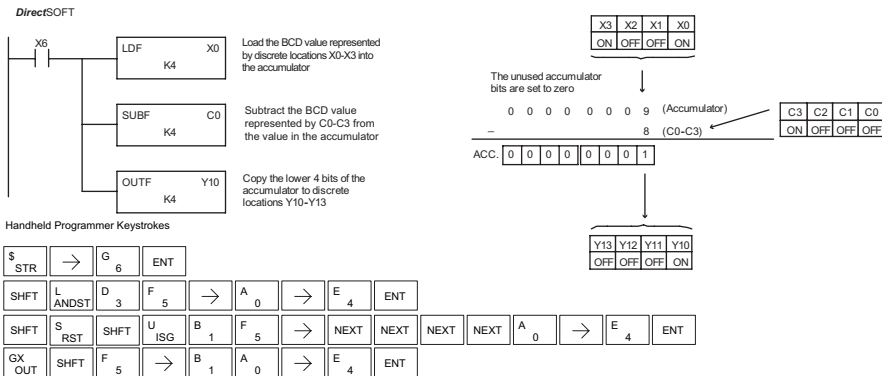 DirectSOFT
X6
LDF X0
K4
Load the BCD value represented
by discrete locations X0-X3 into
the accumulator
SUBF C0
K4
Subtract the BCD value
represented by C0-C3 from
the value in the accumulator
OUTF Y10
K4
Copy the lower 4 bits of the
accumulator to discrete
locations Y10-Y13
X3 X2 X1 X0
ON OFF OFF ON
The unused accumulator
bits are set to zero
0 0 0 0 0 0 0 9 (Accumulator)
– 8 (C0-C3)
C3 C2 C1 C0
ON OFF OFF OFF
ACC. 0 0 0 0 0 0 0 1
Y13 Y12 Y11 Y10
OFF OFF OFF ON
Handheld Programmer Keystrokes
$ STR → G 6 ENT
SHFT L ANDST D 3 F 5 → A 0 → E 4 ENT
SHFT S RST SHFT U ISG B 1 F 5 → NEXT NEXT NEXT NEXT A 0 → E 4 ENT
GX OUT SHFT F 5 → B 1 A 0 → E 4 ENT